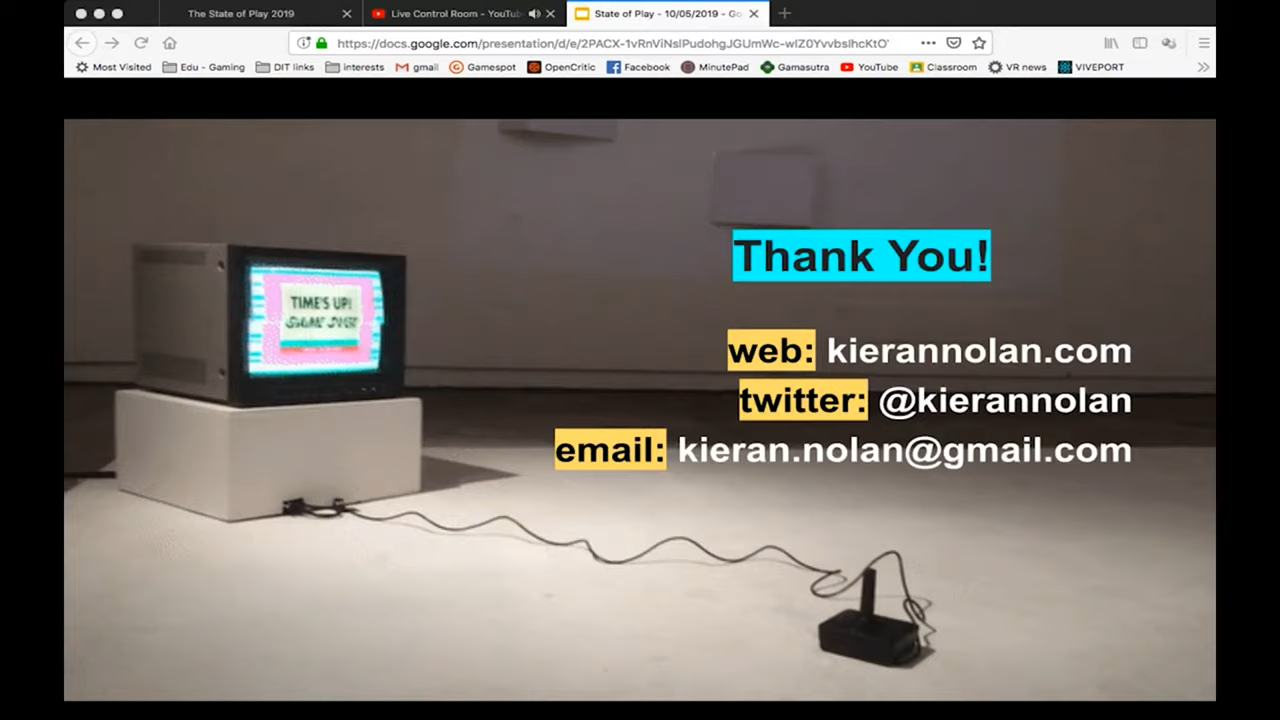 The State of Play 2019
Live Control Room - YouTu
State of Play - 10/05/2019 - Go
https://docs.google.com/presentation/d/e/2PACX-1vRnViNslPudohgJGUmWc-wlZ0YvvbslhcKtO'
Most Visited
Edu - Gaming
DIT links
interests
gmail
Gamespot
OpenCritic
Facebook
MinutePad
Gamasutra
YouTube
Classroom
VR news
VIVEPORT
Thank You!
TIME'S UP!
GAME OVER
web: kierannolan.com
twitter: @kierannolan
email: kieran.nolan@gmail.com